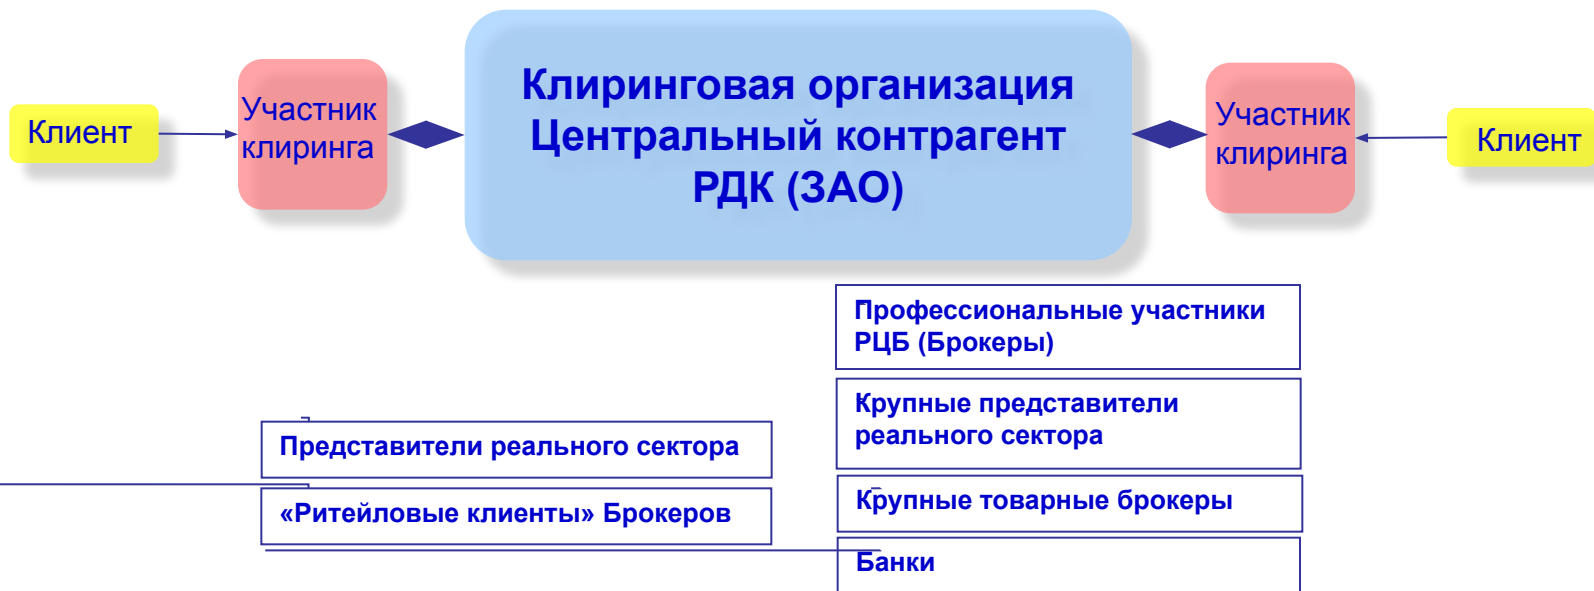 Клиент
Участник
клиринга
Клиринговая организация
Центральный контрагент
РДК (ЗАО)
Участник
клиринга
Клиент
Профессиональные участники
РЦБ (Брокеры)
Крупные представители
реального сектора
Крупные товарные брокеры
Банки
Представители реального сектора
«Ритейловые клиенты» Брокеров